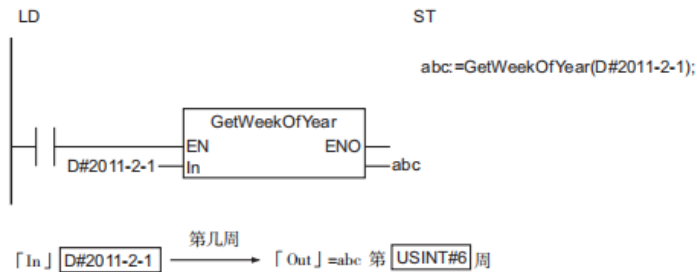 LD
ST
abc:=GetWeekOfYear(D#2011-2-1);
GetWeekOfYear
EN ENO
D#2011-2-1 In abc
第几周
「In」 D#2011-2-1 「Out」=abc 第 USINT#6 周